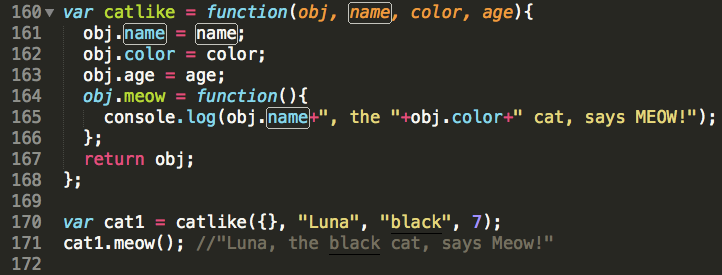 160 var catlike = function(obj, name, color, age){
161 obj.name = name;
162 obj.color = color;
163 obj.age = age;
164 obj.meow = function(){
165 console.log(obj.name+", the "+obj.color+" cat, says MEOW!");
166 };
167 return obj;
168 };
169
170 var cat1 = catlike({}, "Luna", "black", 7);
171 cat1.meow(); //"Luna, the black cat, says Meow!"
172